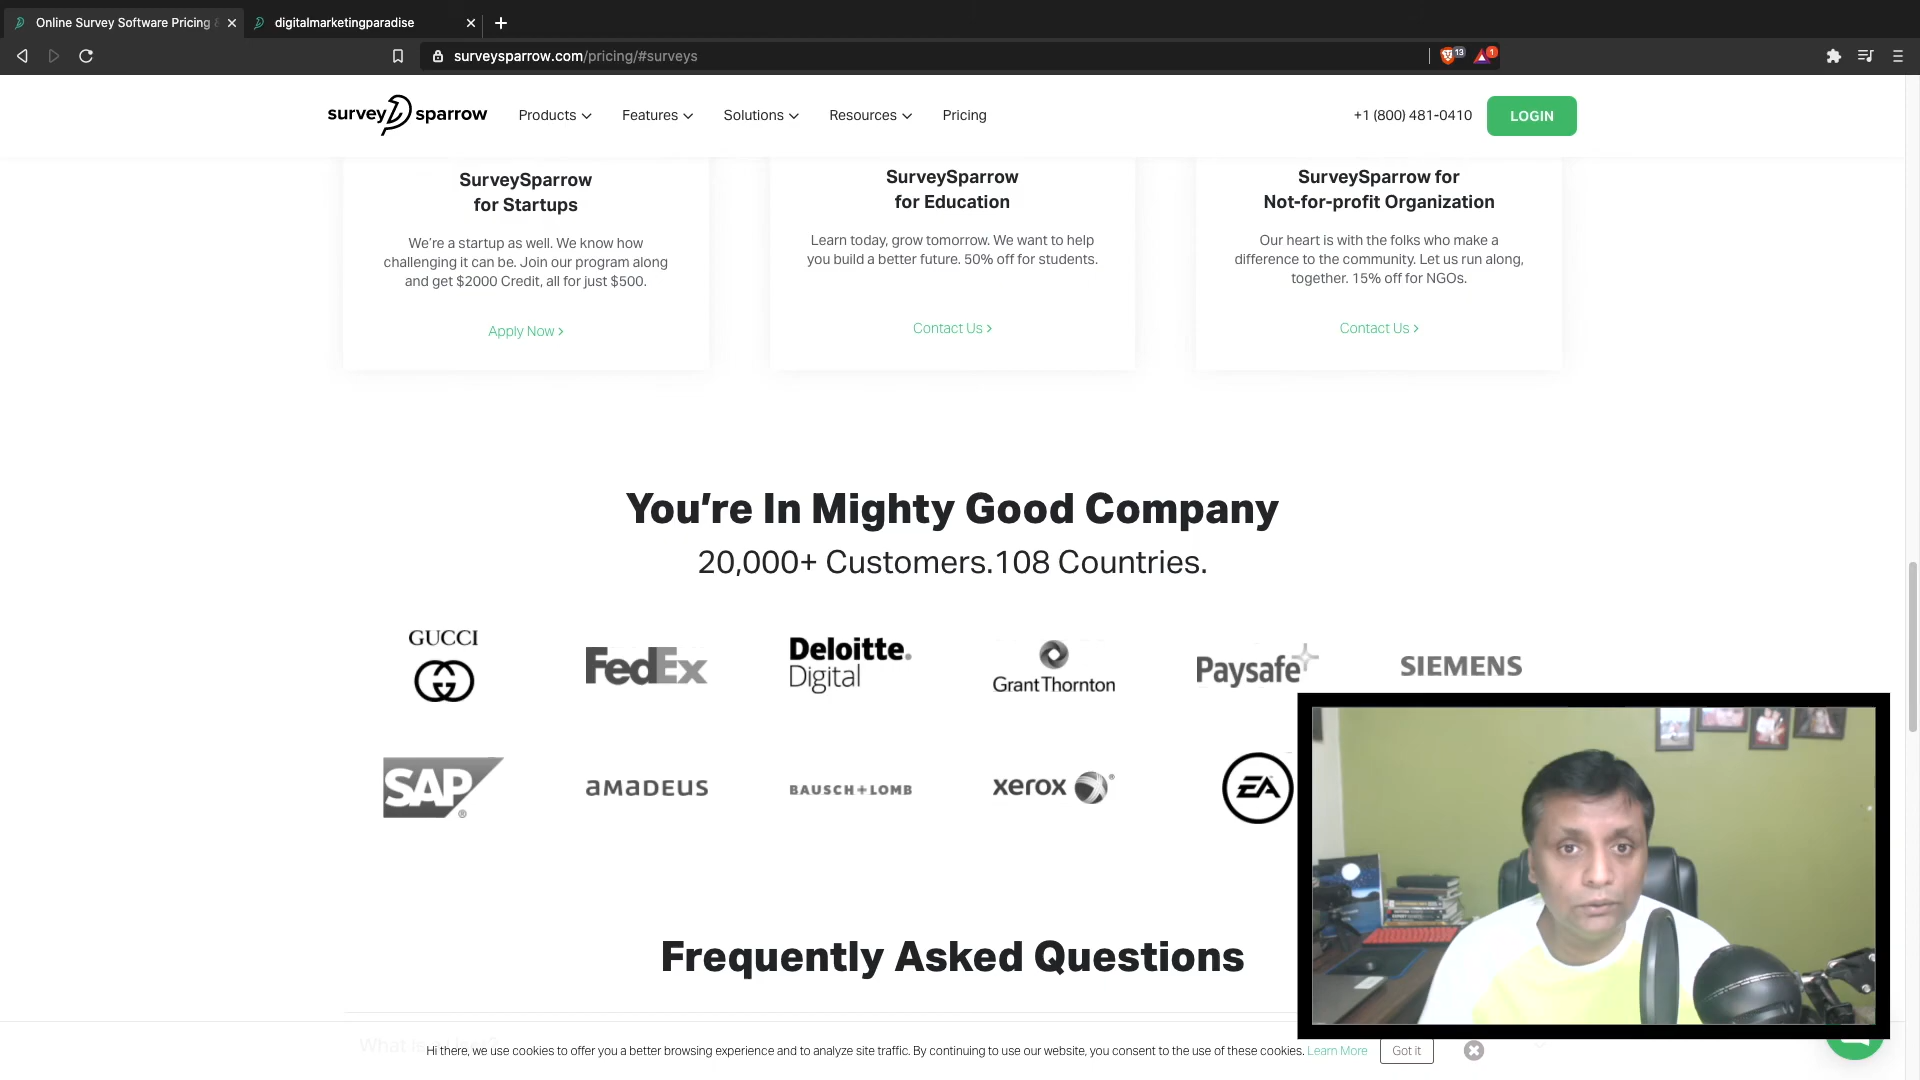 Online Survey Software Pricing &
digitalmarketingparadise
surveysparrow.com/pricing/#surveys
13
1
survey sparrow
Products
Features
Solutions
Resources
Pricing
+1 (800) 481-0410
LOGIN
SurveySparrow
for Startups
We're a startup as well. We know how
challenging it can be. Join our program along
and get $2000 Credit, all for just $500.
Apply Now >
SurveySparrow
for Education
Learn today, grow tomorrow. We want to help
you build a better future. 50% off for students.
Contact Us >
SurveySparrow for
Not-for-profit Organization
Our heart is with the folks who make a
difference to the community. Let us run along,
together. 15% off for NGOs.
Contact Us >
You're In Mighty Good Company
20,000+ Customers.108 Countries.
GUCCI
FedEx
Deloitte.
Digital
Grant Thornton
Paysafe
SIEMENS
SAP®
aMaDEUS
BAUSCH+LOMB
xerox®
EA
Frequently Asked Questions
Hi there, we use cookies to offer you a better browsing experience and to analyze site traffic. By continuing to use our website, you consent to the use of these cookies. Learn More
Got it